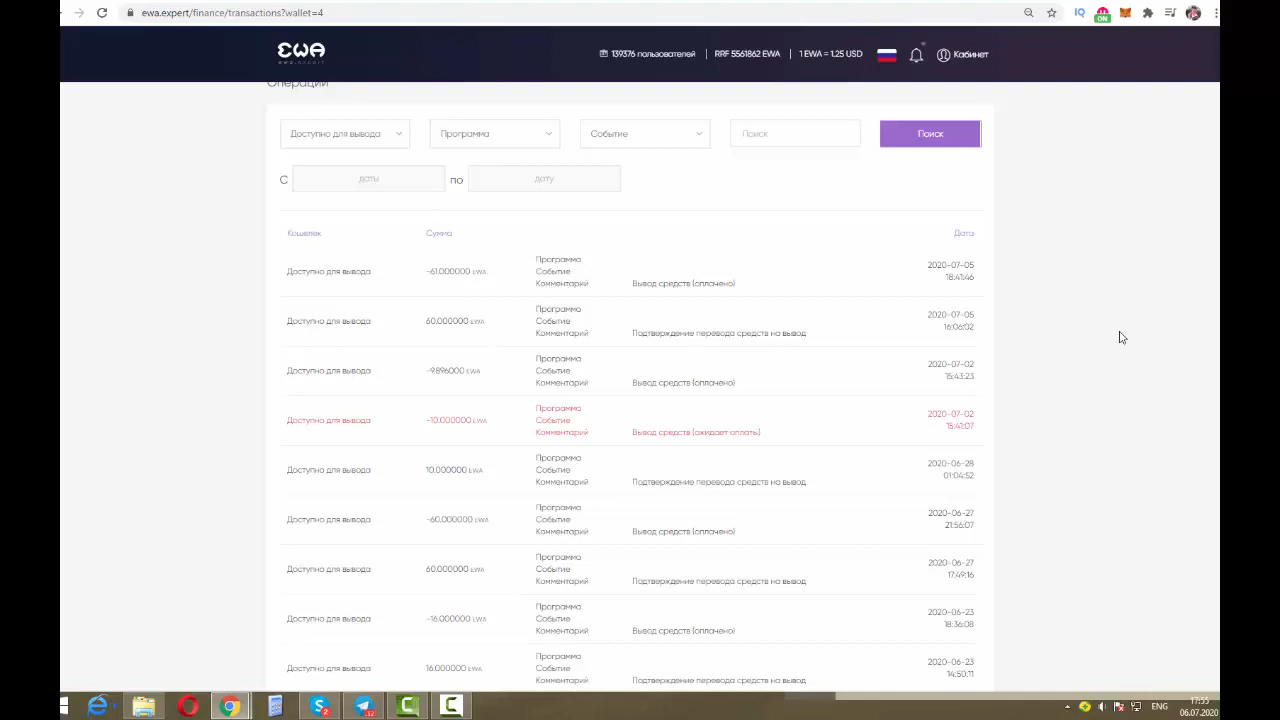 ewa.expert/finance/transactions?wallet=4
IQ
ON
EWA
ewa.expert
139376 пользователей
RRF 5561862 EWA
1 EWA = 1.25 USD
Кабинет
Операции
Доступно для вывода
Программа
Событие
Поиск
Поиск
С
даты
по
дату
Кошелек
Сумма
Дата
Доступно для вывода
-61.000000 EWA
Программа
Событие
Комментарий
Вывод средств (оплачено)
2020-07-05
18:41:46
Доступно для вывода
60.000000 EWA
Программа
Событие
Комментарий
Подтверждение перевода средств на вывод
2020-07-05
16:06:02
Доступно для вывода
-9.896000 EWA
Программа
Событие
Комментарий
Вывод средств (оплачено)
2020-07-02
15:43:23
Доступно для вывода
-10.000000 EWA
Программа
Событие
Комментарий
Вывод средств (ожидает оплаты)
2020-07-02
15:41:07
Доступно для вывода
10.000000 EWA
Программа
Событие
Комментарий
Подтверждение перевода средств на вывод
2020-06-28
01:04:52
Доступно для вывода
-60.000000 EWA
Программа
Событие
Комментарий
Вывод средств (оплачено)
2020-06-27
21:56:07
Доступно для вывода
60.000000 EWA
Программа
Событие
Комментарий
Подтверждение перевода средств на вывод
2020-06-27
17:49:16
Доступно для вывода
-16.000000 EWA
Программа
Событие
Комментарий
Вывод средств (оплачено)
2020-06-23
18:36:08
Доступно для вывода
16.000000 EWA
Программа
Событие
Комментарий
Подтверждение перевода средств на вывод
2020-06-23
14:50:11
ENG
17:55
06.07.2020